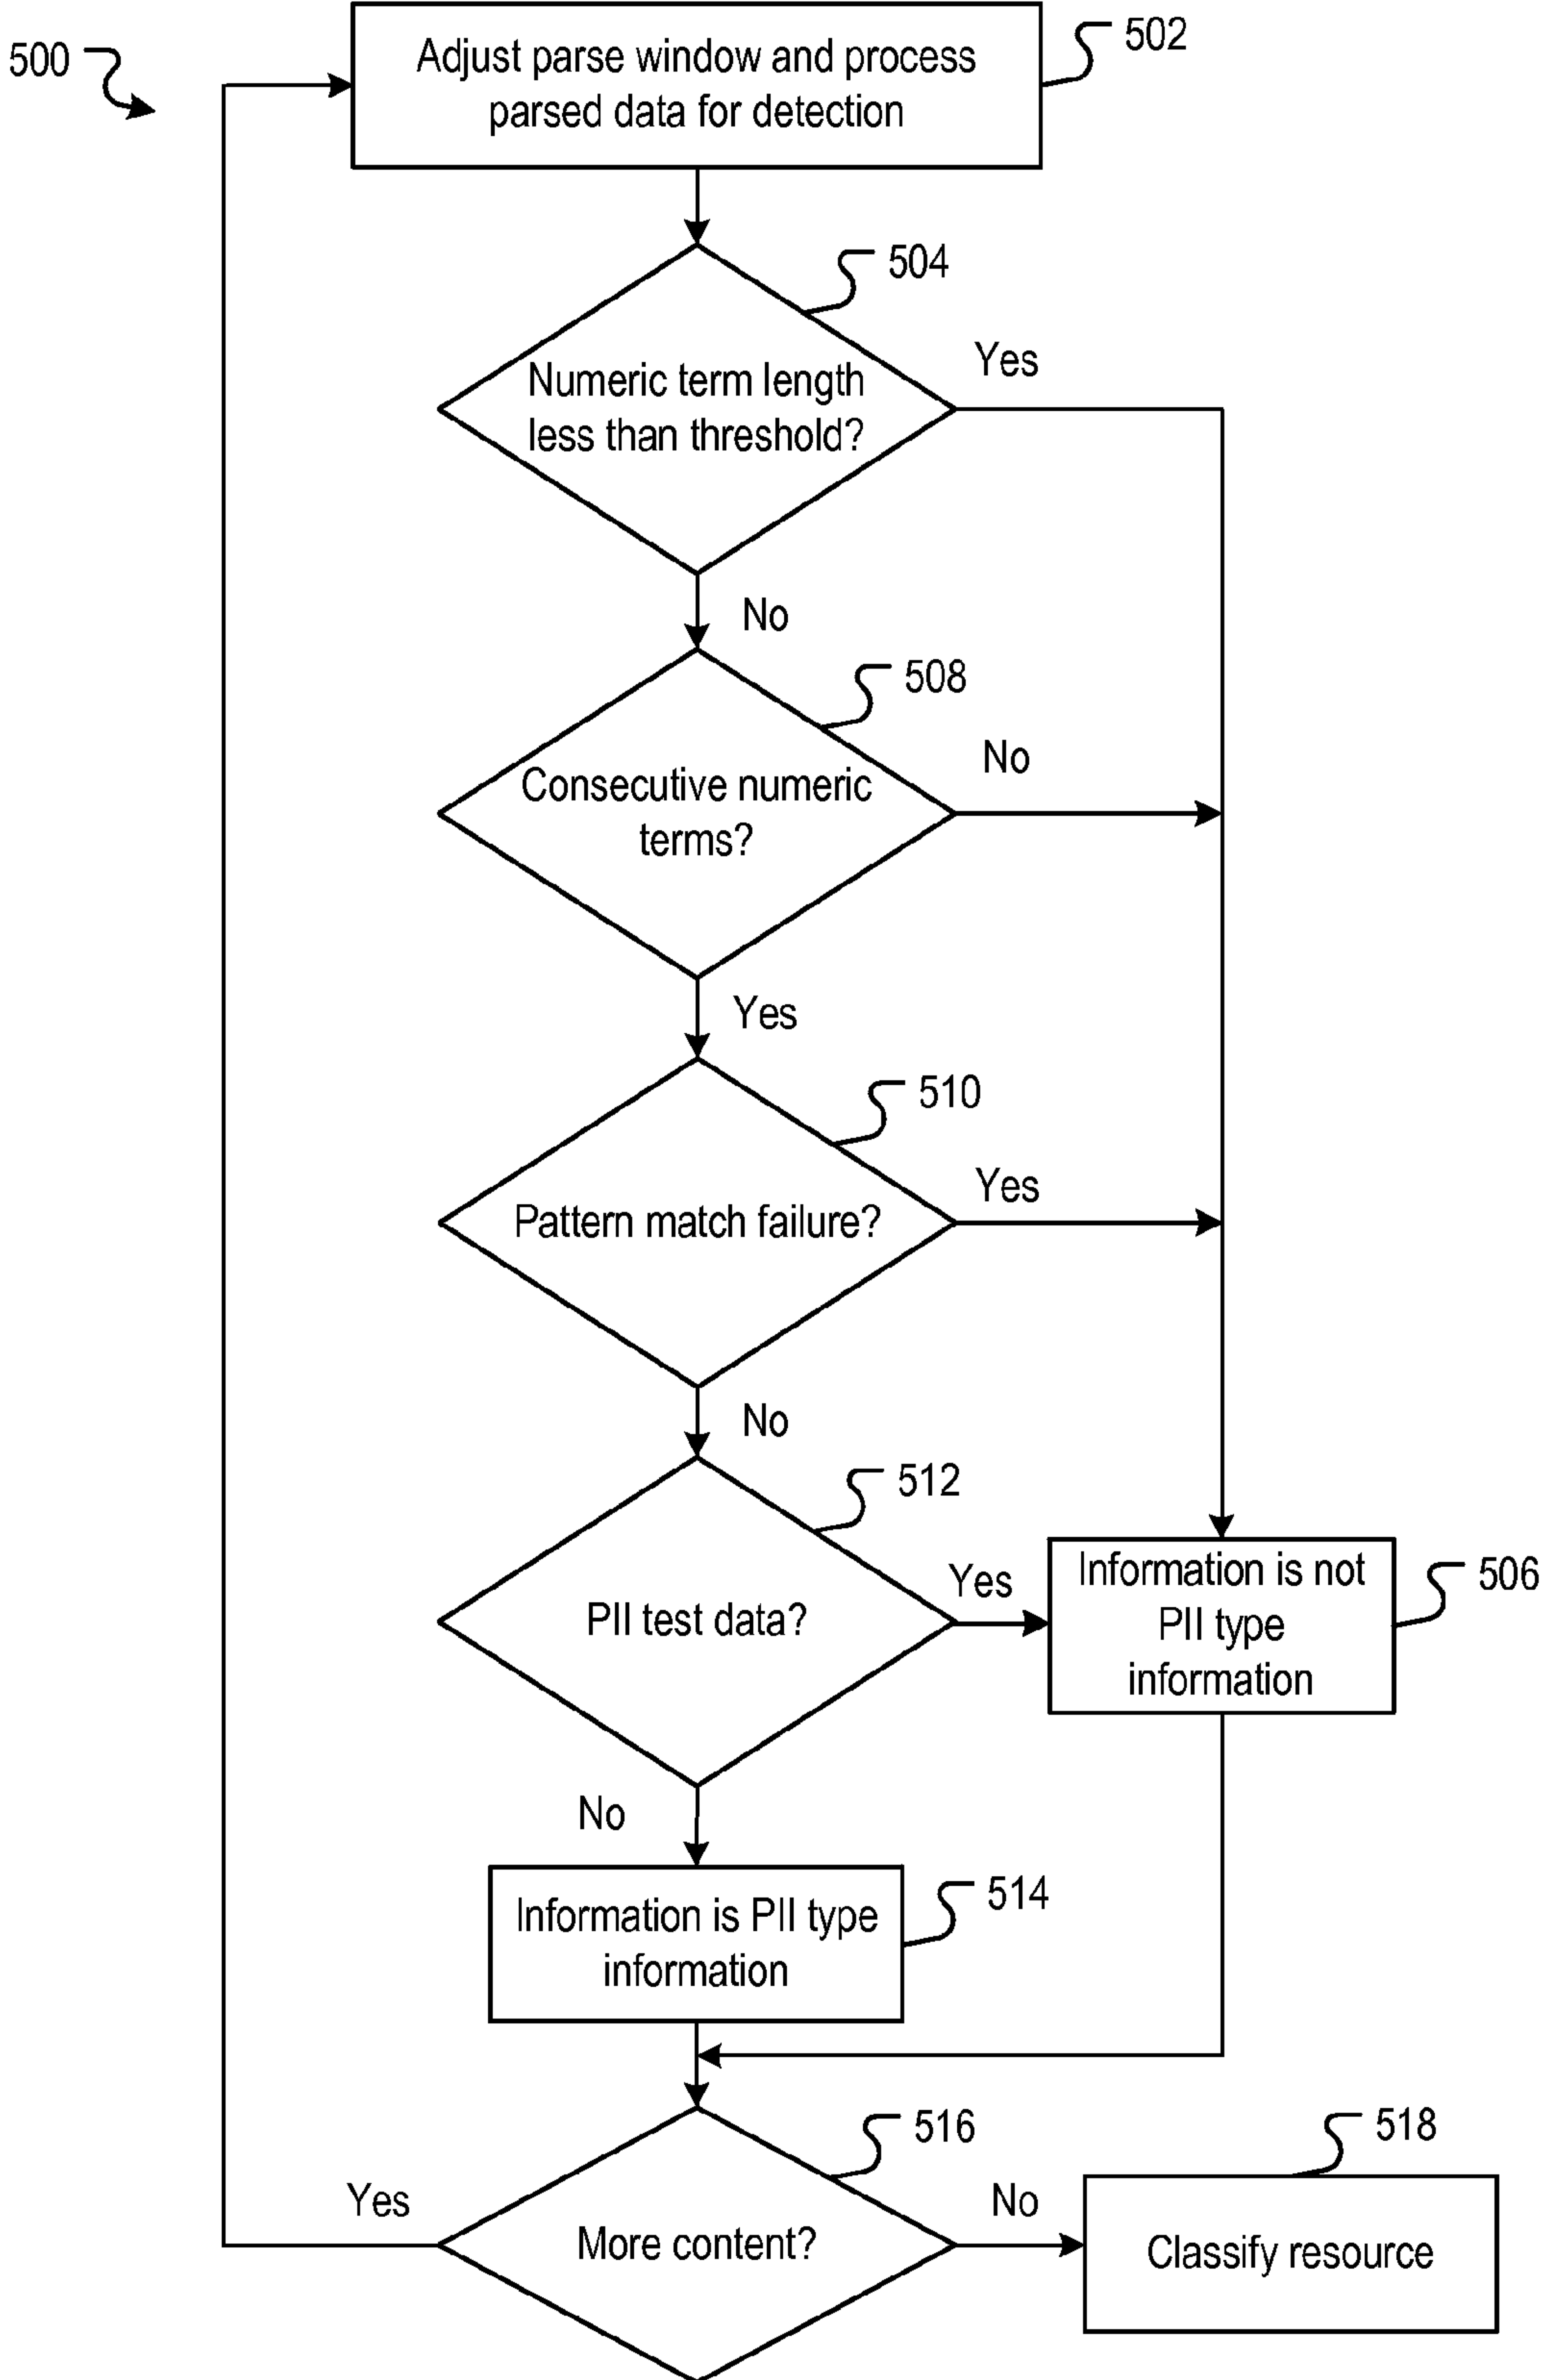 500
Adjust parse window and process
parsed data for detection
502
504
Numeric term length
less than threshold?
Yes
No
508
Consecutive numeric
terms?
No
Yes
510
Pattern match failure?
Yes
No
512
PII test data?
Yes
Information is not
PII type
information
506
No
Information is PII type
information
514
516
More content?
Yes
No
518
Classify resource